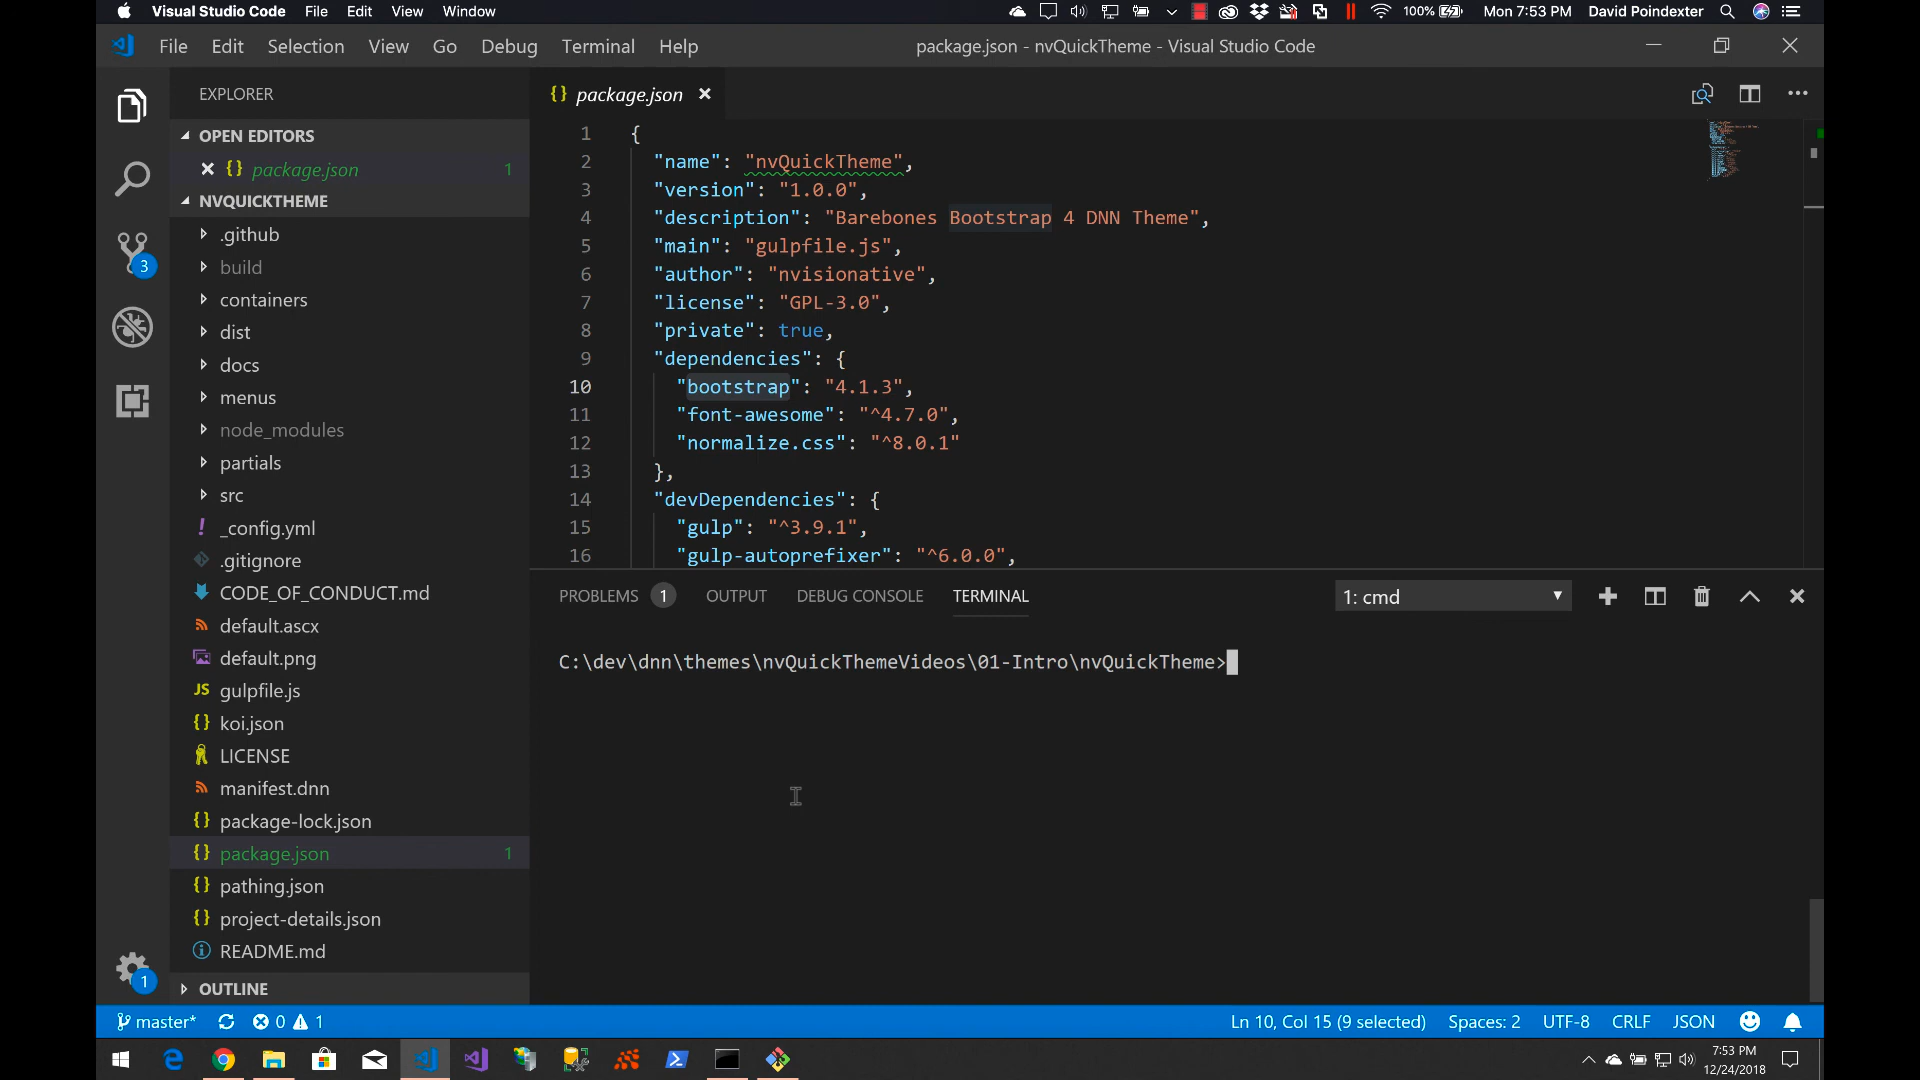 Visual Studio Code File Edit View Window 100% Mon 7:53 PM David Poindexter
File Edit Selection View Go Debug Terminal Help package.json - nvQuickTheme - Visual Studio Code
EXPLORER
OPEN EDITORS
{} package.json 1
NVQUICKTHEME
.github
build
containers
dist
docs
menus
node_modules
partials
src
! _config.yml
.gitignore
CODE_OF_CONDUCT.md
default.ascx
default.png
JS gulpfile.js
{} koi.json
LICENSE
manifest.dnn
{} package-lock.json
{} package.json 1
{} pathing.json
{} project-details.json
README.md
OUTLINE
3
1
{} package.json
1 {
2 "name": "nvQuickTheme",
3 "version": "1.0.0",
4 "description": "Barebones Bootstrap 4 DNN Theme",
5 "main": "gulpfile.js",
6 "author": "nvisionative",
7 "license": "GPL-3.0",
8 "private": true,
9 "dependencies": {
10 "bootstrap": "4.1.3",
11 "font-awesome": "^4.7.0",
12 "normalize.css": "^8.0.1"
13 },
14 "devDependencies": {
15 "gulp": "^3.9.1",
16 "gulp-autoprefixer": "^6.0.0",
PROBLEMS 1 OUTPUT DEBUG CONSOLE TERMINAL 1: cmd
C:\dev\dnn\themes\nvQuickThemeVideos\01-Intro\nvQuickTheme>
master* 0 1 Ln 10, Col 15 (9 selected) Spaces: 2 UTF-8 CRLF JSON
7:53 PM
12/24/2018